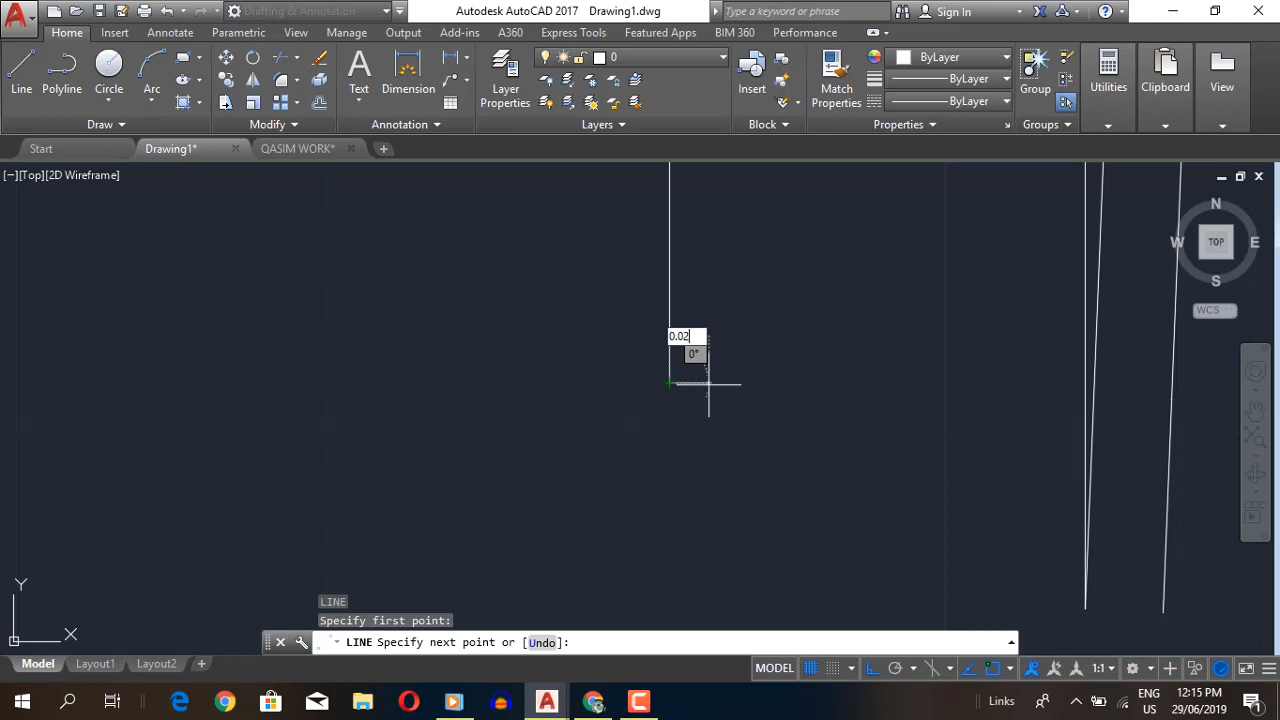 Drafting & Annotation
Autodesk AutoCAD 2017 Drawing1.dwg
Type a keyword or phrase
Sign In
Home Insert Annotate Parametric View Manage Output Add-ins A360 Express Tools Featured Apps BIM 360 Performance
0
ByLayer
ByLayer
ByLayer
Line Polyline Circle Arc
Text Dimension
Layer Properties
Insert
Match Properties
Group
Utilities
Clipboard
View
Draw Modify Annotation Layers Block Properties Groups
Start Drawing1* QASIM WORK*
[−][Top][2D Wireframe]
N
W TOP E
S
WCS
0.02
0°
Y
X
LINE
Specify first point:
LINE Specify next point or [Undo]:
Model Layout1 Layout2
MODEL
1:1
Links
ENG
US
12:15 PM
29/06/2019
1